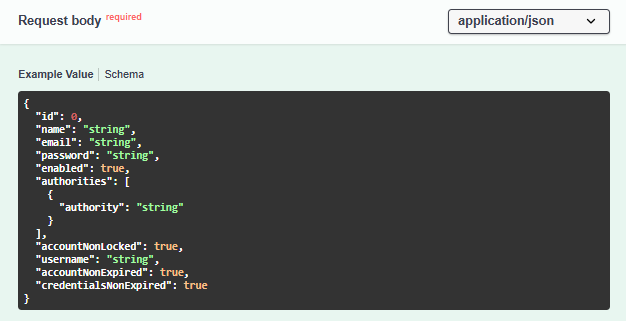 Request body required
application/json
Example Value | Schema
{
  "id": 0,
  "name": "string",
  "email": "string",
  "password": "string",
  "enabled": true,
  "authorities": [
    {
      "authority": "string"
    }
  ],
  "accountNonLocked": true,
  "username": "string",
  "accountNonExpired": true,
  "credentialsNonExpired": true
}